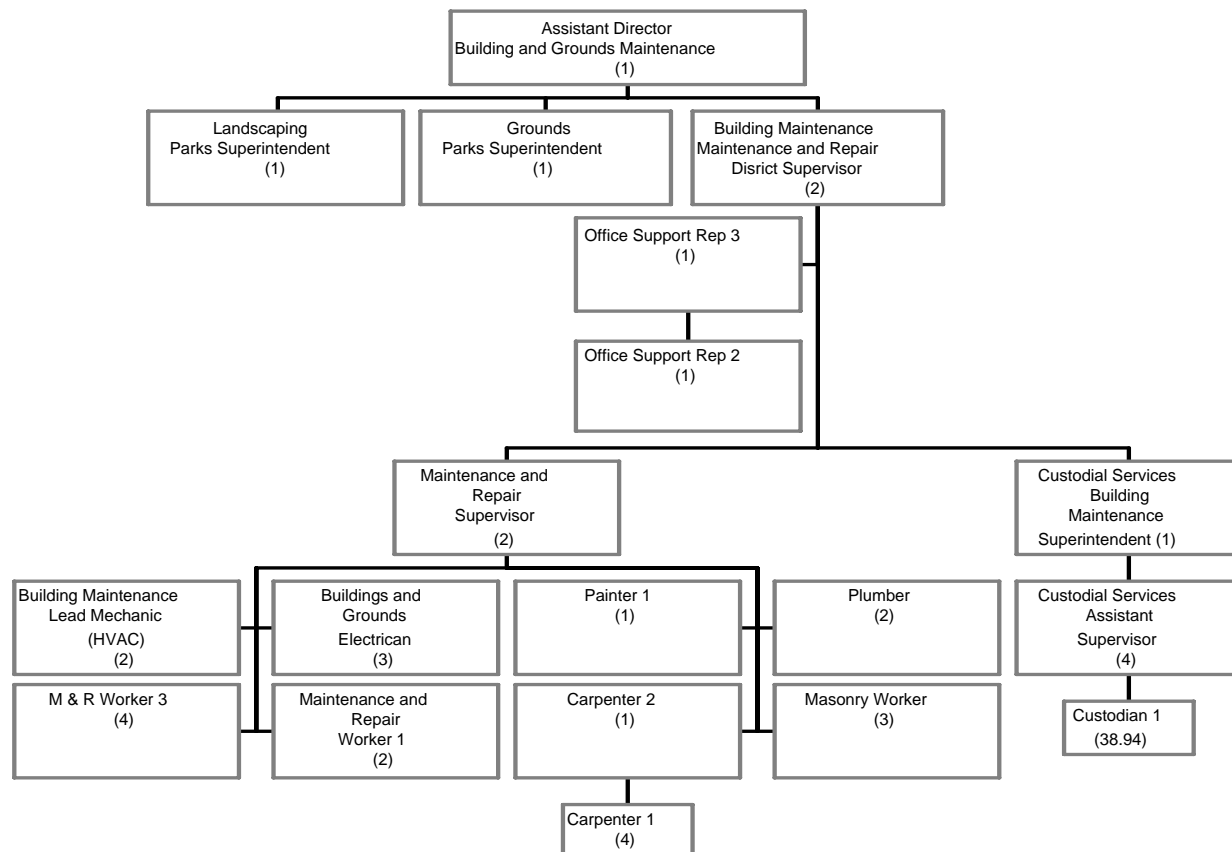 Assistant Director
Building and Grounds Maintenance
(1)
Landscaping
Parks Superintendent
(1)
Grounds
Parks Superintendent
(1)
Building Maintenance
Maintenance and Repair
Disrict Supervisor
(2)
Office Support Rep 3
(1)
Office Support Rep 2
(1)
Maintenance and
Repair
Supervisor
(2)
Custodial Services
Building
Maintenance
Superintendent (1)
Building Maintenance
Lead Mechanic
(HVAC)
(2)
Buildings and
Grounds
Electrican
(3)
Painter 1
(1)
Plumber
(2)
Custodial Services
Assistant
Supervisor
(4)
M & R Worker 3
(4)
Maintenance and
Repair
Worker 1
(2)
Carpenter 2
(1)
Masonry Worker
(3)
Custodian 1
(38.94)
Carpenter 1
(4)